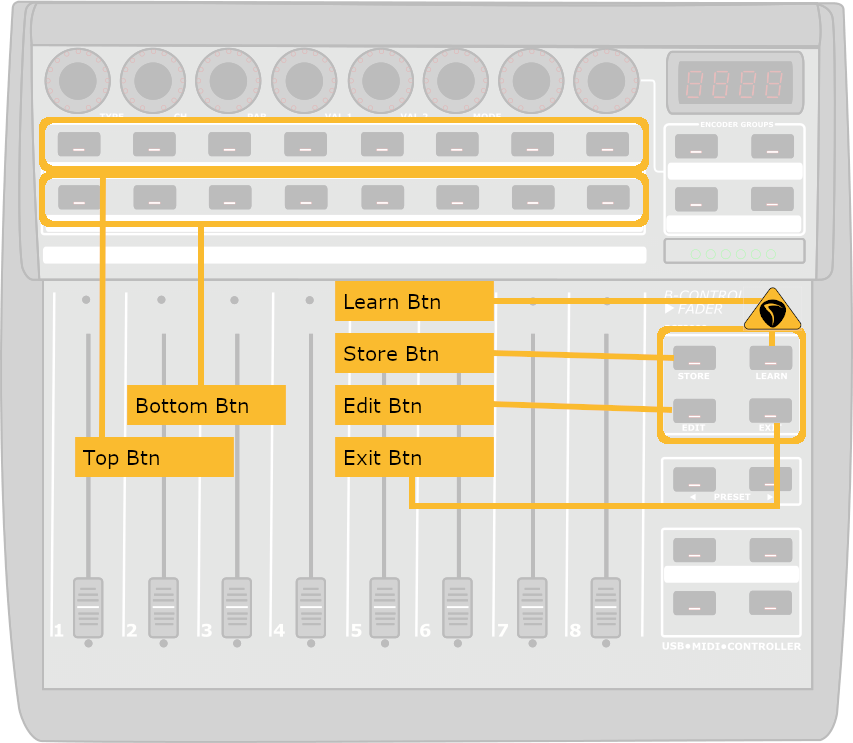 TYPE CH PAR VAL 1 VAL 2 MODE
8888
ENCODER GROUPS
Learn Btn
B-CONTROL
FADER
Store Btn
STORE LEARN
Bottom Btn
Edit Btn
EDIT
Top Btn
Exit Btn
PRESET
1 2 3 4 5 6 7 8
USB•MIDI•CONTROLLER